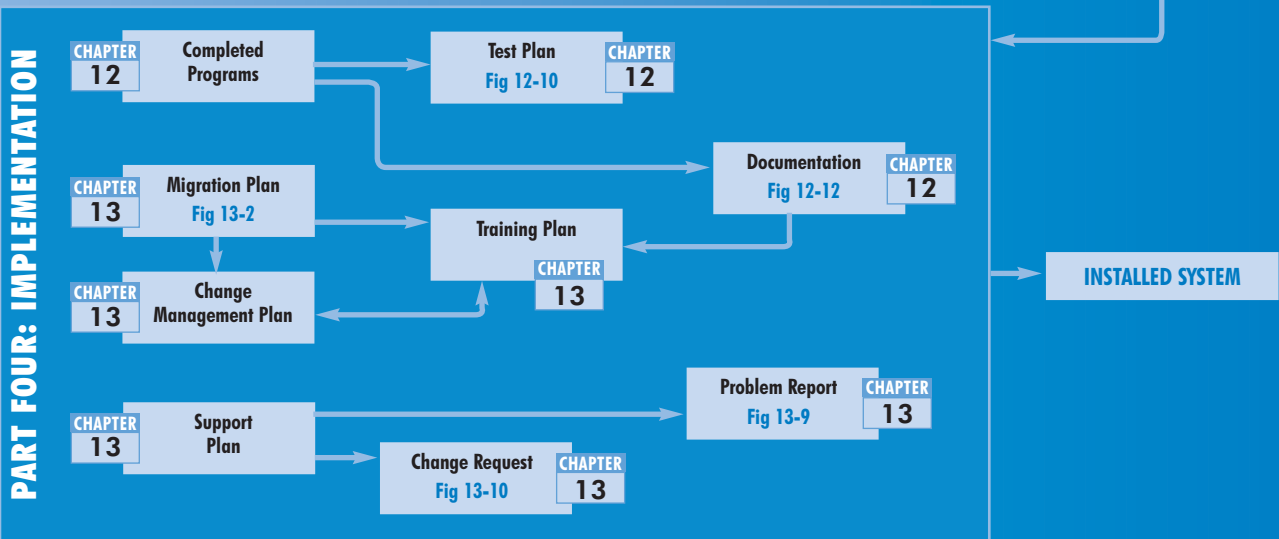 PART FOUR: IMPLEMENTATION
CHAPTER
12
Completed
Programs
Test Plan
Fig 12-10
CHAPTER
12
Documentation
Fig 12-12
CHAPTER
12
CHAPTER
13
Migration Plan
Fig 13-2
Training Plan
CHAPTER
13
CHAPTER
13
Change
Management Plan
INSTALLED SYSTEM
CHAPTER
13
Support
Plan
Problem Report
Fig 13-9
CHAPTER
13
Change Request
Fig 13-10
CHAPTER
13